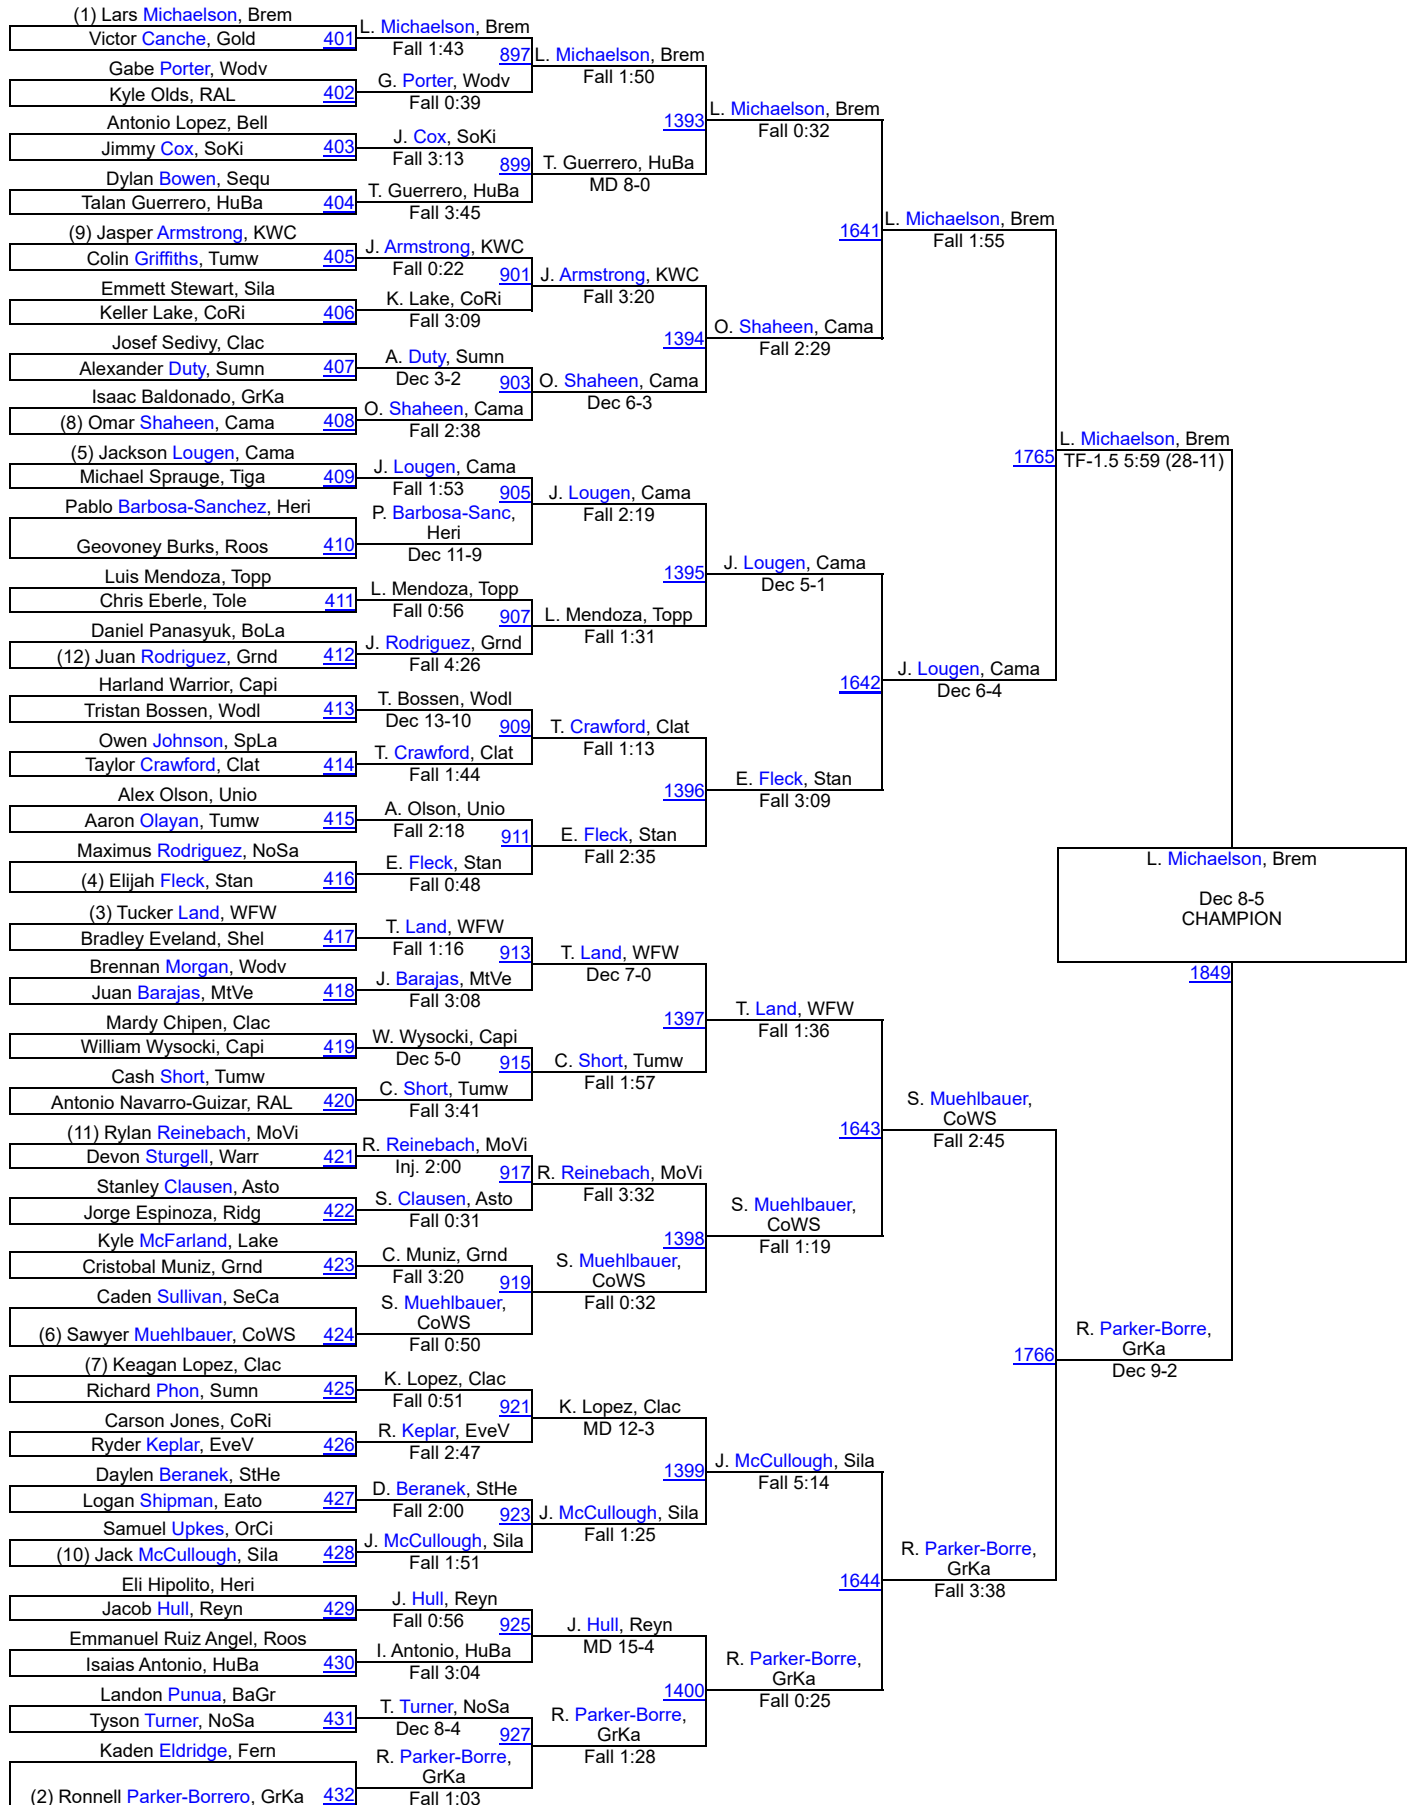 (1) Lars Michaelson, Brem
Victor Canche, Gold 401
Gabe Porter, Wodv
Kyle Olds, RAL 402
Antonio Lopez, Bell
Jimmy Cox, SoKi 403
Dylan Bowen, Sequ
Talan Guerrero, HuBa 404
(9) Jasper Armstrong, KWC
Colin Griffiths, Tumw 405
Emmett Stewart, Sila
Keller Lake, CoRi 406
Josef Sedivy, Clac
Alexander Duty, Sumn 407
Isaac Baldonado, GrKa
(8) Omar Shaheen, Cama 408
(5) Jackson Lougen, Cama
Michael Sprauge, Tiga 409
Pablo Barbosa-Sanchez, Heri
Geovoney Burks, Roos 410
Luis Mendoza, Topp
Chris Eberle, Tole 411
Daniel Panasyuk, BoLa
(12) Juan Rodriguez, Grnd 412
Harland Warrior, Capi
Tristan Bossen, Wodl 413
Owen Johnson, SpLa
Taylor Crawford, Clat 414
Alex Olson, Unio
Aaron Olayan, Tumw 415
Maximus Rodriguez, NoSa
(4) Elijah Fleck, Stan 416
(3) Tucker Land, WFW
Bradley Eveland, Shel 417
Brennan Morgan, Wodv
Juan Barajas, MtVe 418
Mardy Chipen, Clac
William Wysocki, Capi 419
Cash Short, Tumw
Antonio Navarro-Guizar, RAL 420
(11) Rylan Reinebach, MoVi
Devon Sturgell, Warr 421
Stanley Clausen, Asto
Jorge Espinoza, Ridg 422
Kyle McFarland, Lake
Cristobal Muniz, Grnd 423
Caden Sullivan, SeCa
(6) Sawyer Muehlbauer, CoWS 424
(7) Keagan Lopez, Clac
Richard Phon, Sumn 425
Carson Jones, CoRi
Ryder Keplar, EveV 426
Daylen Beranek, StHe
Logan Shipman, Eato 427
Samuel Upkes, OrCi
(10) Jack McCullough, Sila 428
Eli Hipolito, Heri
Jacob Hull, Reyn 429
Emmanuel Ruiz Angel, Roos
Isaias Antonio, HuBa 430
Landon Punua, BaGr
Tyson Turner, NoSa 431
Kaden Eldridge, Fern
(2) Ronnell Parker-Borrero, GrKa 432
L. Michaelson, Brem
Fall 1:43
897
G. Porter, Wodv
Fall 0:39
J. Cox, SoKi
Fall 3:13
899
T. Guerrero, HuBa
Fall 3:45
J. Armstrong, KWC
Fall 0:22
901
K. Lake, CoRi
Fall 3:09
A. Duty, Sumn
Dec 3-2
903
O. Shaheen, Cama
Fall 2:38
J. Lougen, Cama
Fall 1:53
905
P. Barbosa-Sanc,
Heri
Dec 11-9
L. Mendoza, Topp
Fall 0:56
907
J. Rodriguez, Grnd
Fall 4:26
T. Bossen, Wodl
Dec 13-10
909
T. Crawford, Clat
Fall 1:44
A. Olson, Unio
Fall 2:18
911
E. Fleck, Stan
Fall 0:48
T. Land, WFW
Fall 1:16
913
J. Barajas, MtVe
Fall 3:08
W. Wysocki, Capi
Dec 5-0
915
C. Short, Tumw
Fall 3:41
R. Reinebach, MoVi
Inj. 2:00
917
S. Clausen, Asto
Fall 0:31
C. Muniz, Grnd
Fall 3:20
919
S. Muehlbauer,
CoWS
Fall 0:50
K. Lopez, Clac
Fall 0:51
921
R. Keplar, EveV
Fall 2:47
D. Beranek, StHe
Fall 2:00
923
J. McCullough, Sila
Fall 1:51
J. Hull, Reyn
Fall 0:56
925
I. Antonio, HuBa
Fall 3:04
T. Turner, NoSa
Dec 8-4
927
R. Parker-Borre,
GrKa
Fall 1:03
L. Michaelson, Brem
Fall 1:50
1393
T. Guerrero, HuBa
MD 8-0
J. Armstrong, KWC
Fall 3:20
1394
O. Shaheen, Cama
Dec 6-3
J. Lougen, Cama
Fall 2:19
1395
L. Mendoza, Topp
Fall 1:31
T. Crawford, Clat
Fall 1:13
1396
E. Fleck, Stan
Fall 2:35
T. Land, WFW
Dec 7-0
1397
C. Short, Tumw
Fall 1:57
R. Reinebach, MoVi
Fall 3:32
1398
S. Muehlbauer,
CoWS
Fall 0:32
K. Lopez, Clac
MD 12-3
1399
J. McCullough, Sila
Fall 1:25
J. Hull, Reyn
MD 15-4
1400
R. Parker-Borre,
GrKa
Fall 1:28
L. Michaelson, Brem
Fall 0:32
1641
O. Shaheen, Cama
Fall 2:29
J. Lougen, Cama
Dec 5-1
1642
E. Fleck, Stan
Fall 3:09
T. Land, WFW
Fall 1:36
1643
S. Muehlbauer,
CoWS
Fall 1:19
J. McCullough, Sila
Fall 5:14
1644
R. Parker-Borre,
GrKa
Fall 0:25
L. Michaelson, Brem
Fall 1:55
1765
J. Lougen, Cama
Dec 6-4
S. Muehlbauer,
CoWS
Fall 2:45
1766
R. Parker-Borre,
GrKa
Fall 3:38
L. Michaelson, Brem
TF-1.5 5:59 (28-11)
R. Parker-Borre,
GrKa
Dec 9-2
L. Michaelson, Brem
Dec 8-5
CHAMPION
1849